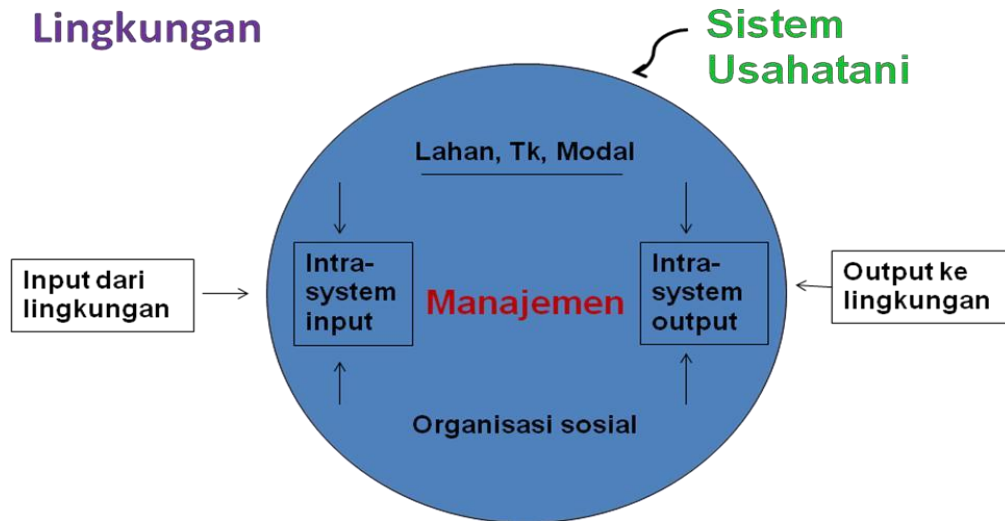 Lingkungan
Sistem
Usahatani
Lahan, Tk, Modal
Input dari
lingkungan
Intra-
system
input
Manajemen
Intra-
system
output
Output ke
lingkungan
Organisasi sosial